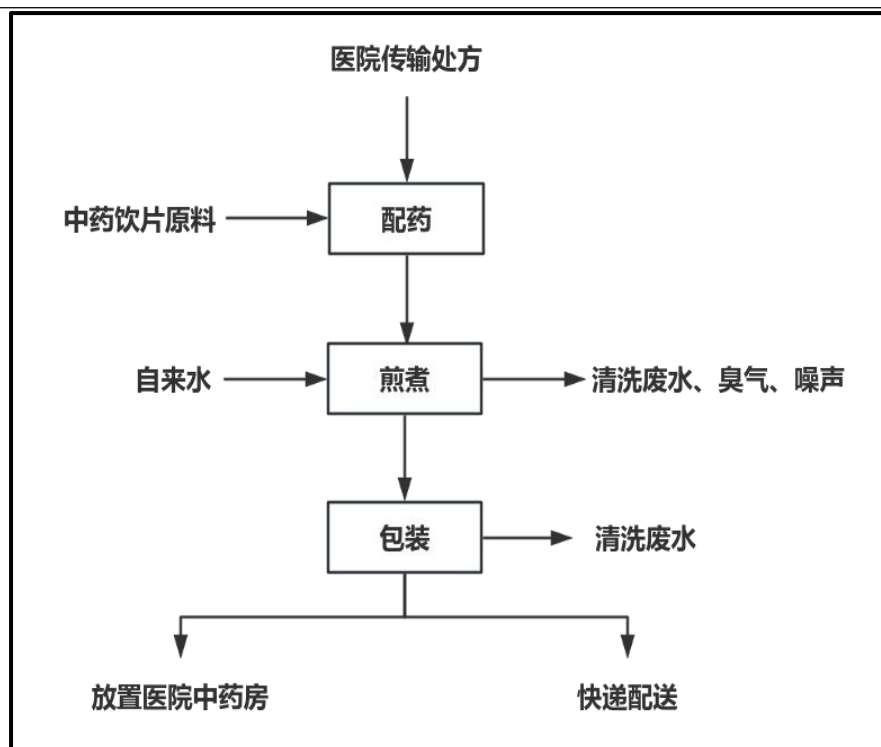 医院传输处方
中药饮片原料
配药
自来水
煎煮
清洗废水、臭气、噪声
包装
清洗废水
放置医院中药房
快递配送